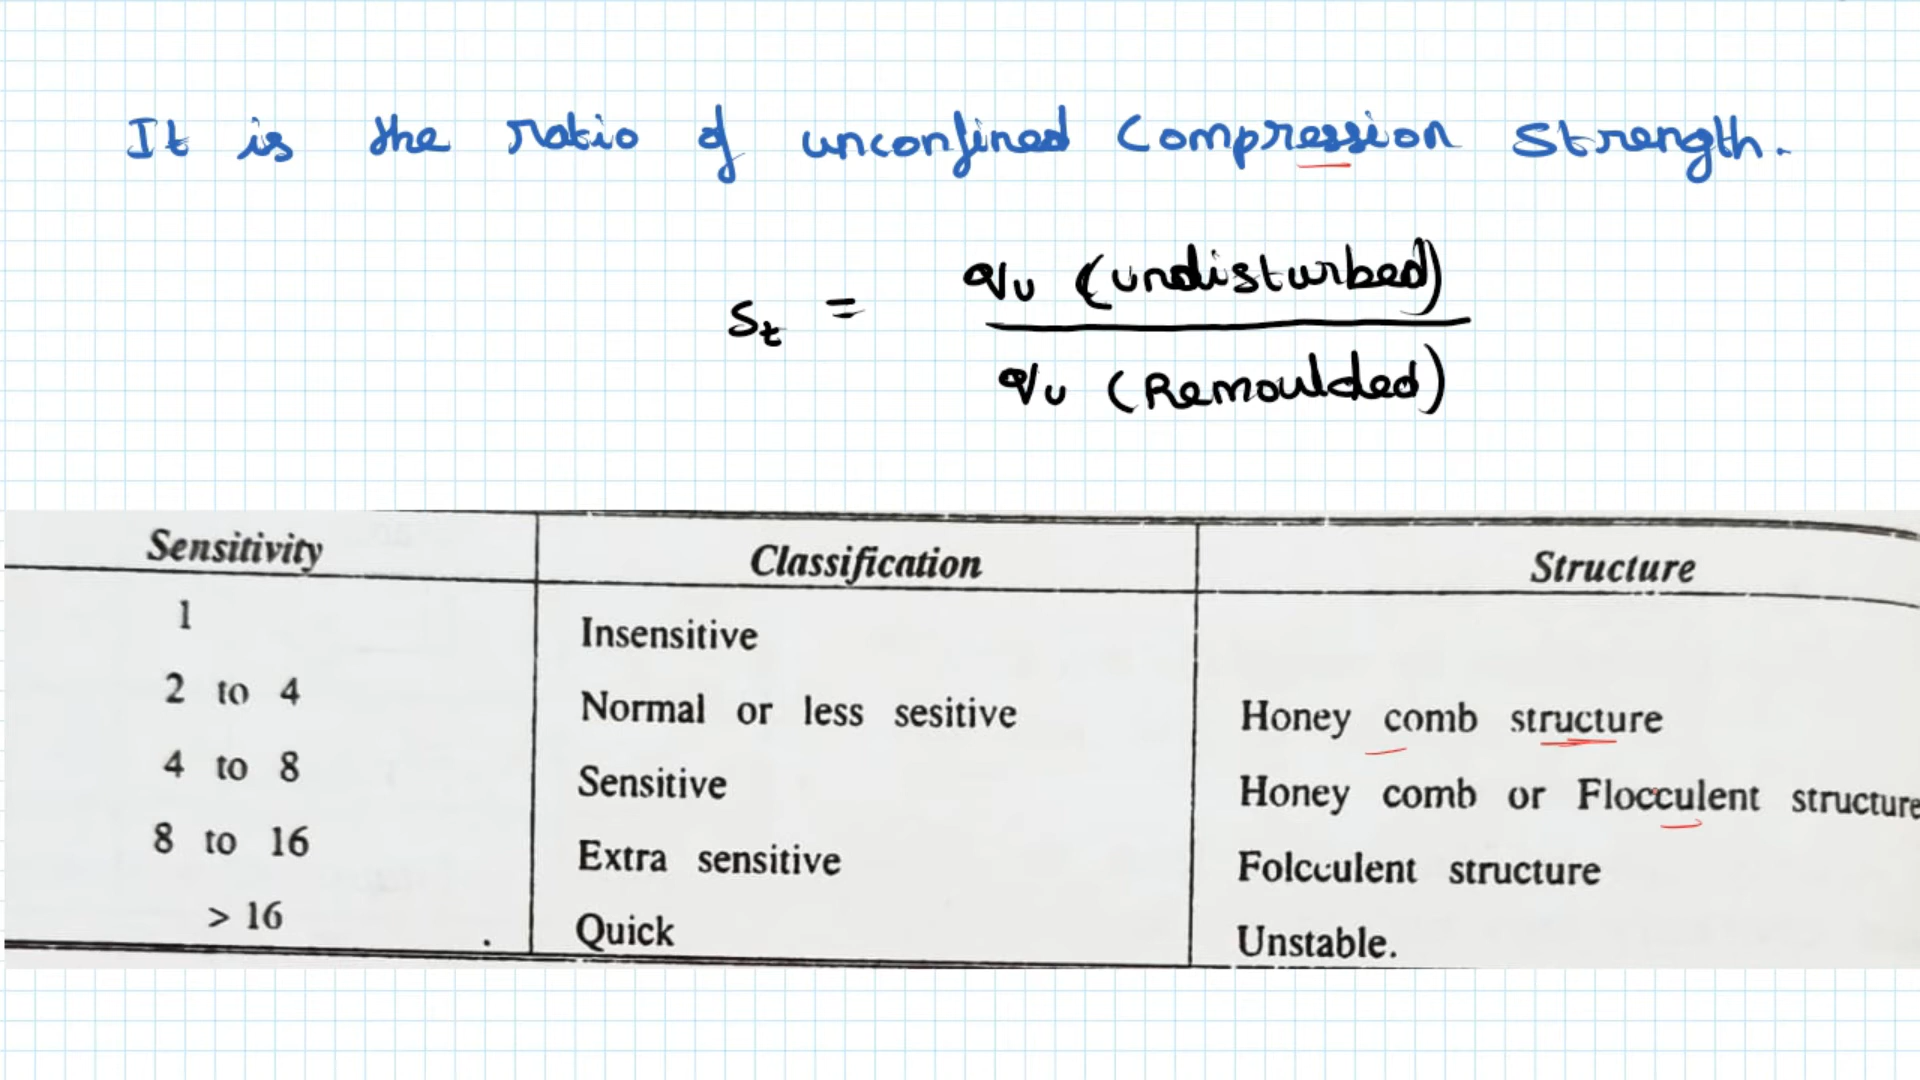 It is the ratio of unconfined compression strength.
qu (undisturbed)
St =
qu (Remoulded)
Sensitivity Classification Structure
1 Insensitive
2 to 4 Normal or less sesitive Honey comb structure
4 to 8 Sensitive Honey comb or Flocculent structure
8 to 16 Extra sensitive Folcculent structure
> 16 Quick Unstable.